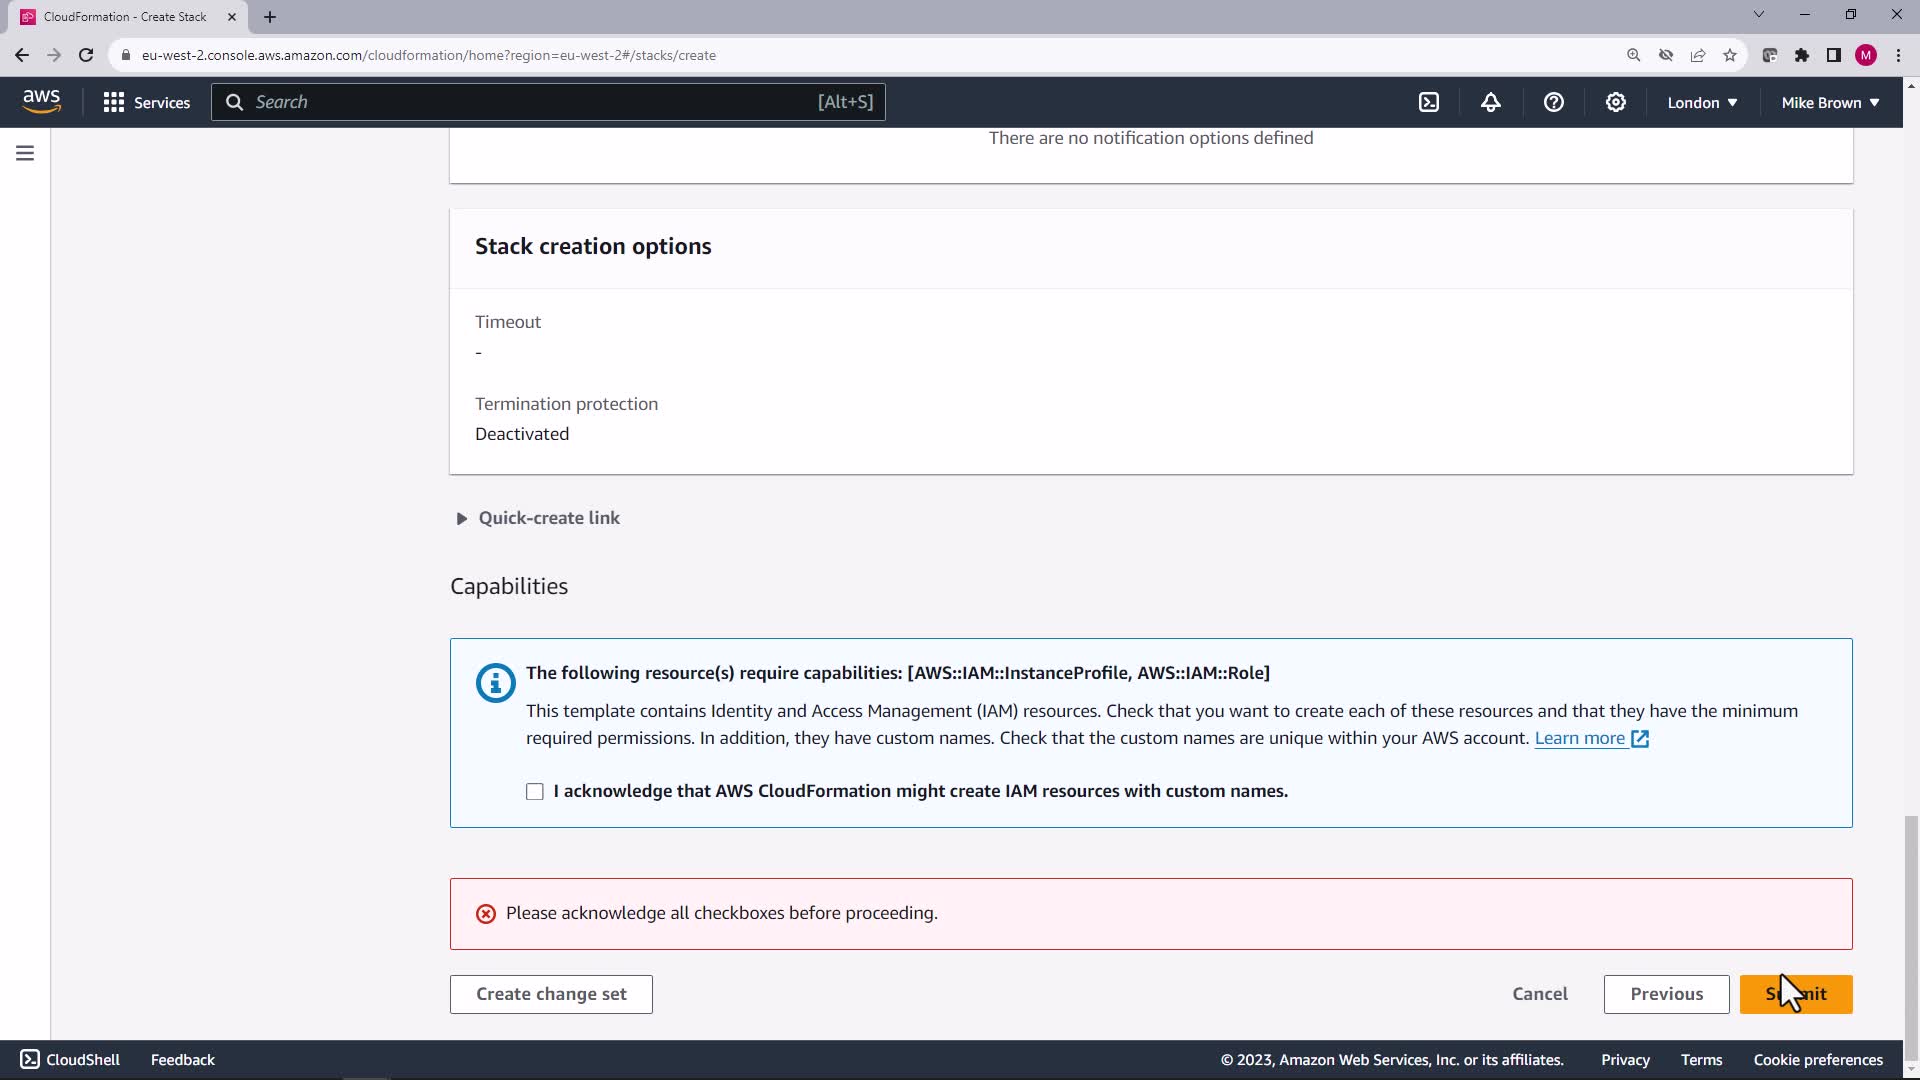 CloudFormation - Create Stack
eu-west-2.console.aws.amazon.com/cloudformation/home?region=eu-west-2#/stacks/create
M
aws
Services
Search
[Alt+S]
London
Mike Brown
There are no notification options defined
Stack creation options
Timeout
-
Termination protection
Deactivated
Quick-create link
Capabilities
The following resource(s) require capabilities: [AWS::IAM::InstanceProfile, AWS::IAM::Role]
This template contains Identity and Access Management (IAM) resources. Check that you want to create each of these resources and that they have the minimum
required permissions. In addition, they have custom names. Check that the custom names are unique within your AWS account. Learn more
I acknowledge that AWS CloudFormation might create IAM resources with custom names.
Please acknowledge all checkboxes before proceeding.
Create change set
Cancel
Previous
Submit
CloudShell
Feedback
© 2023, Amazon Web Services, Inc. or its affiliates.
Privacy
Terms
Cookie preferences